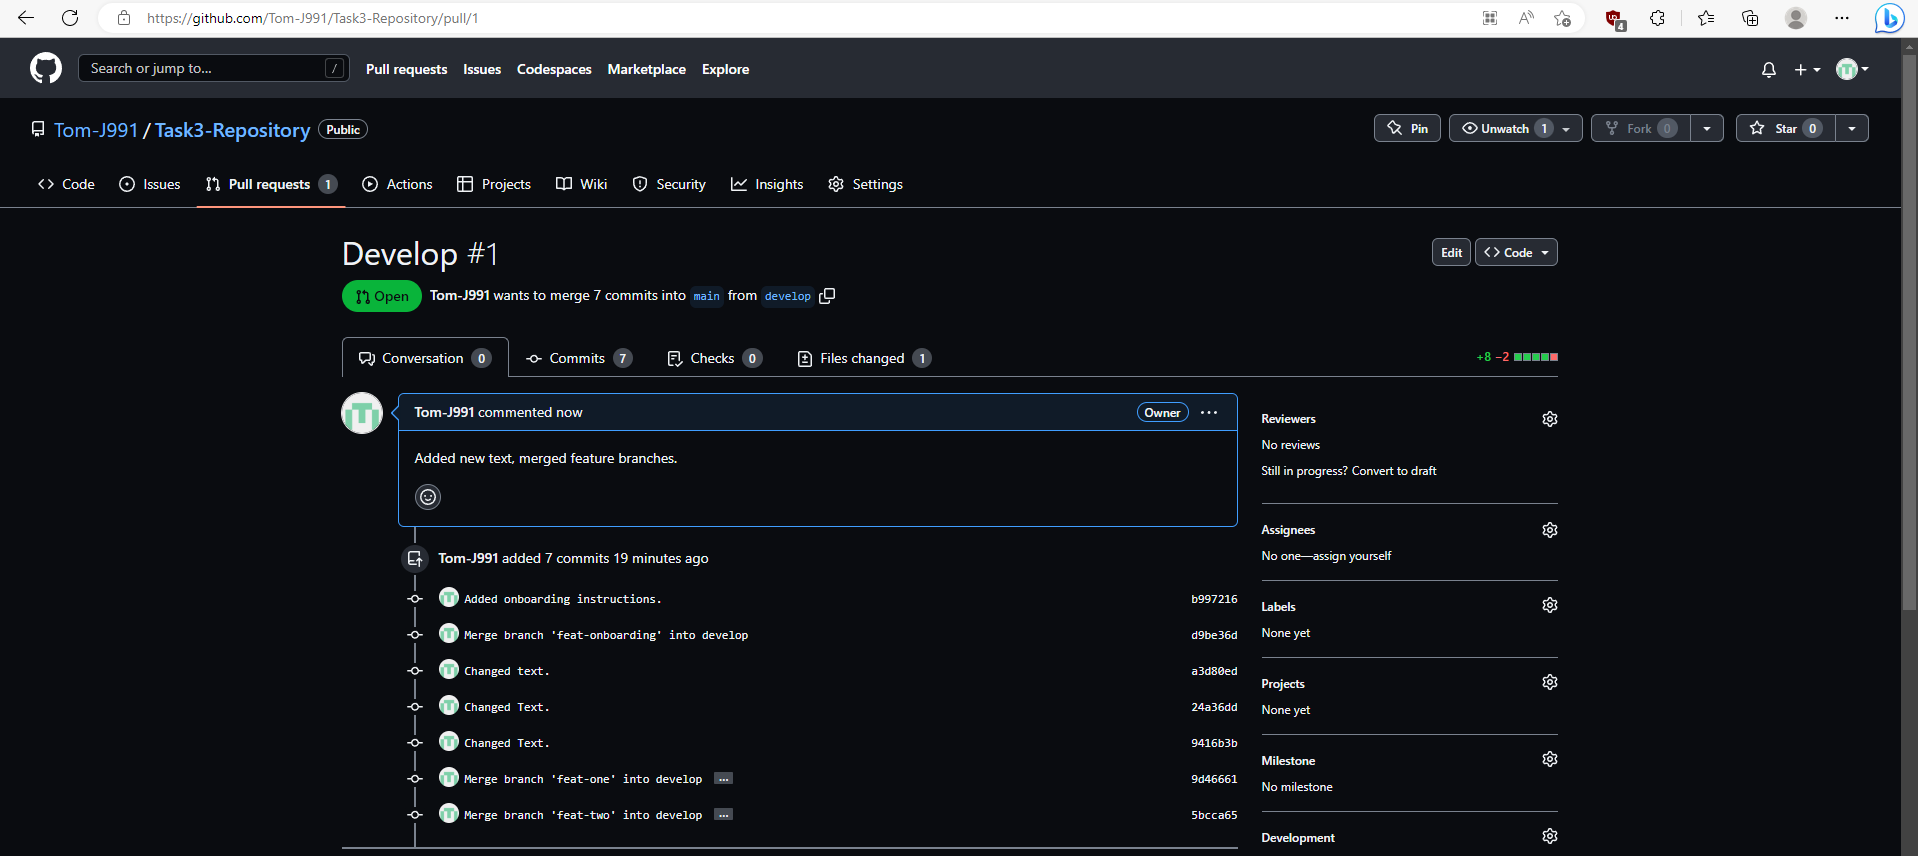 https://github.com/Tom-J991/Task3-Repository/pull/1
4
Search or jump to... /
Pull requests Issues Codespaces Marketplace Explore
Tom-J991 / Task3-Repository Public
Pin Unwatch 1 Fork 0 Star 0
Code Issues Pull requests 1 Actions Projects Wiki Security Insights Settings
Develop #1
Edit Code
Open Tom-J991 wants to merge 7 commits into main from develop
Conversation 0 Commits 7 Checks 0 Files changed 1
+8 −2
Tom-J991 commented now
Owner ...
Added new text, merged feature branches.
Tom-J991 added 7 commits 19 minutes ago
Added onboarding instructions. b997216
Merge branch 'feat-onboarding' into develop d9be36d
Changed text. a3d80ed
Changed Text. 24a36dd
Changed Text. 9416b3b
Merge branch 'feat-one' into develop ... 9d46661
Merge branch 'feat-two' into develop ... 5bcca65
Reviewers
No reviews
Still in progress? Convert to draft
Assignees
No one—assign yourself
Labels
None yet
Projects
None yet
Milestone
No milestone
Development